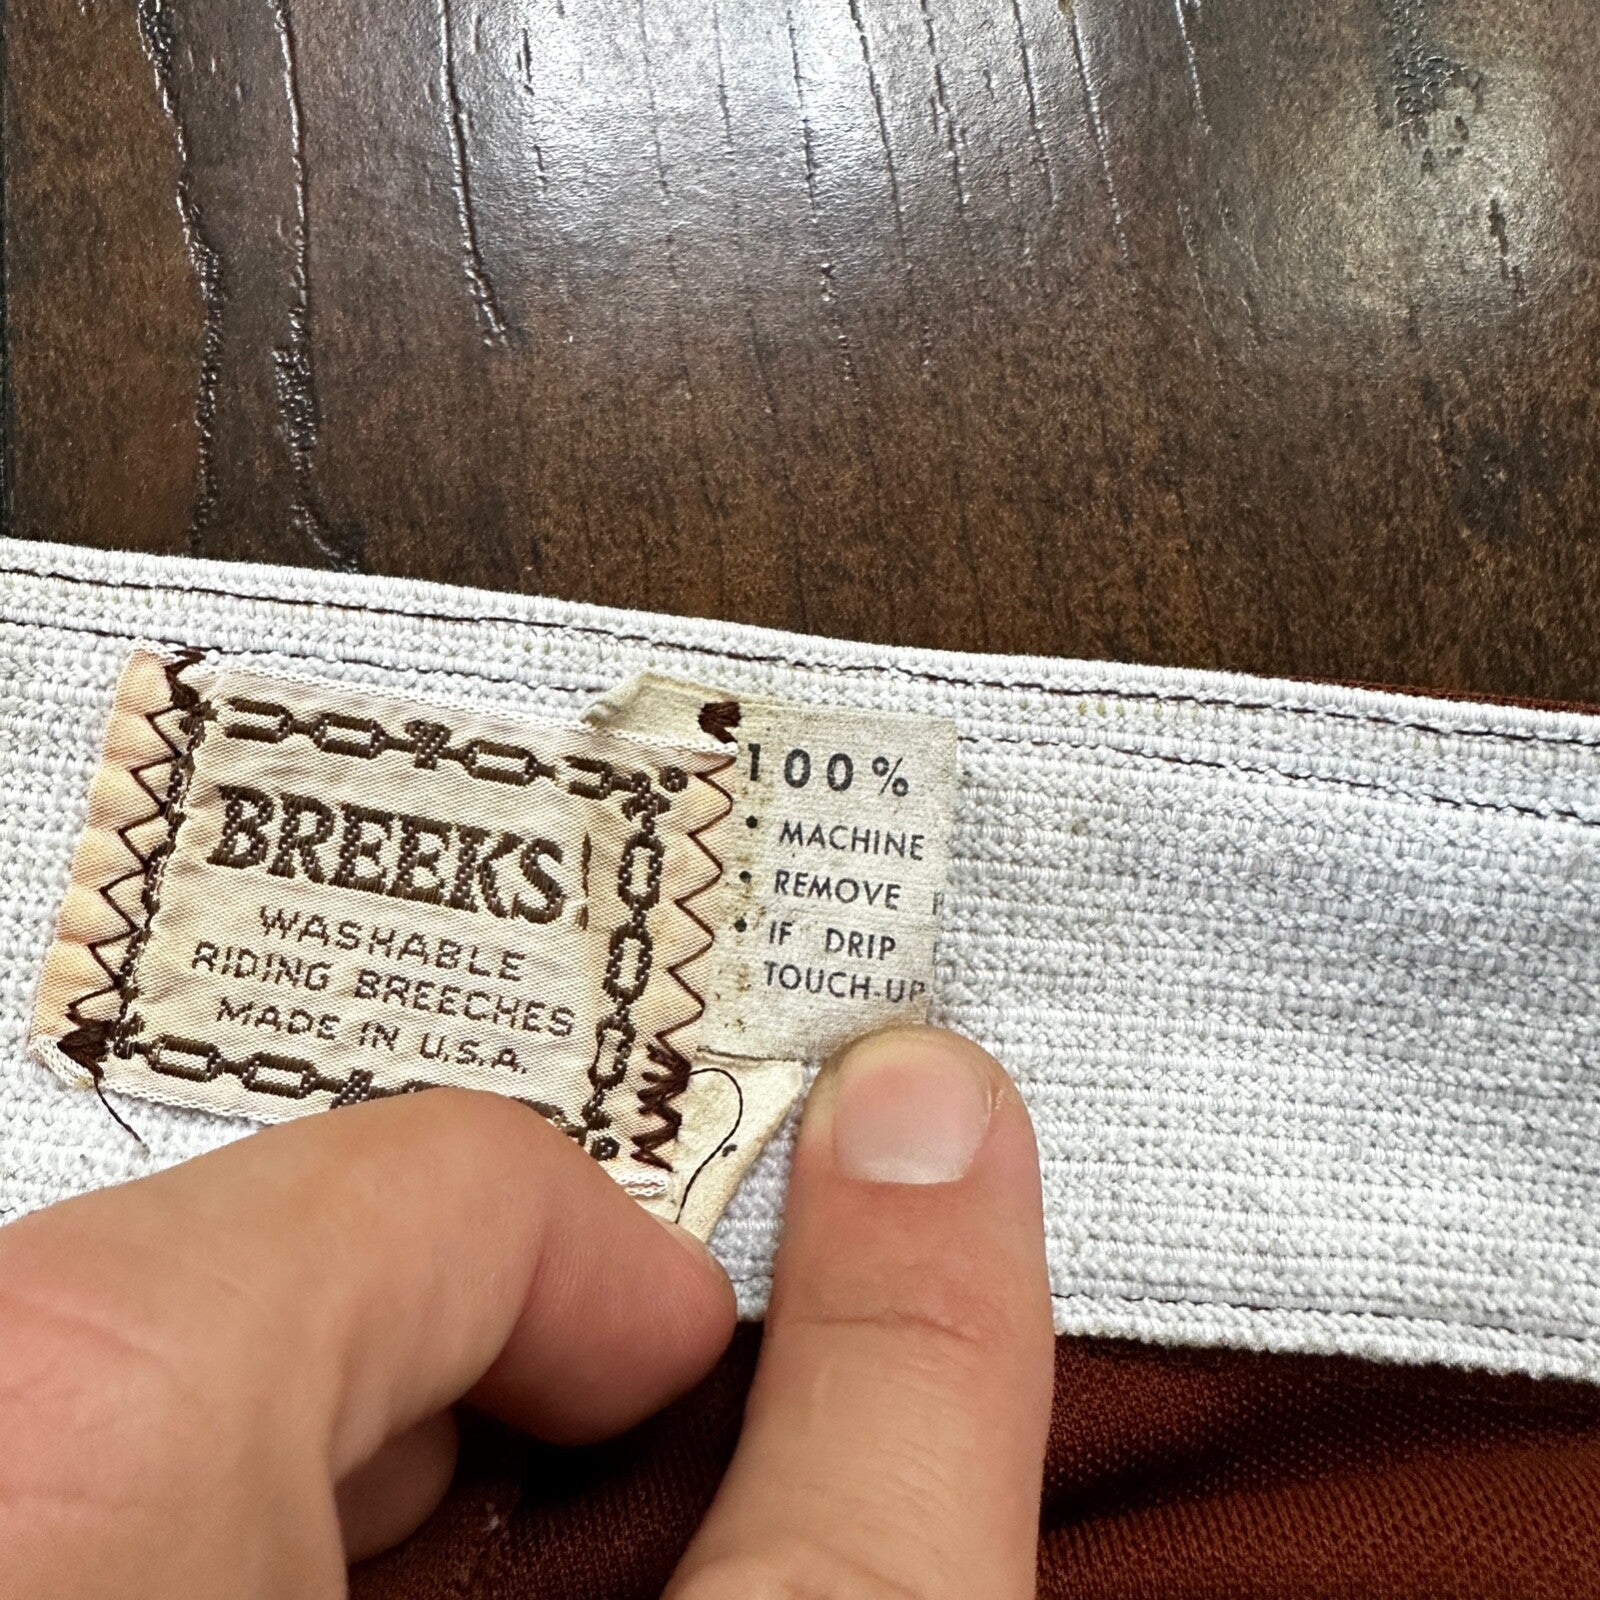 BREEKS
WASHABLE
RIDING BREECHES
MADE IN U.S.A.
100%
• MACHINE
• REMOVE
• IF DRIP
TOUCH-UP